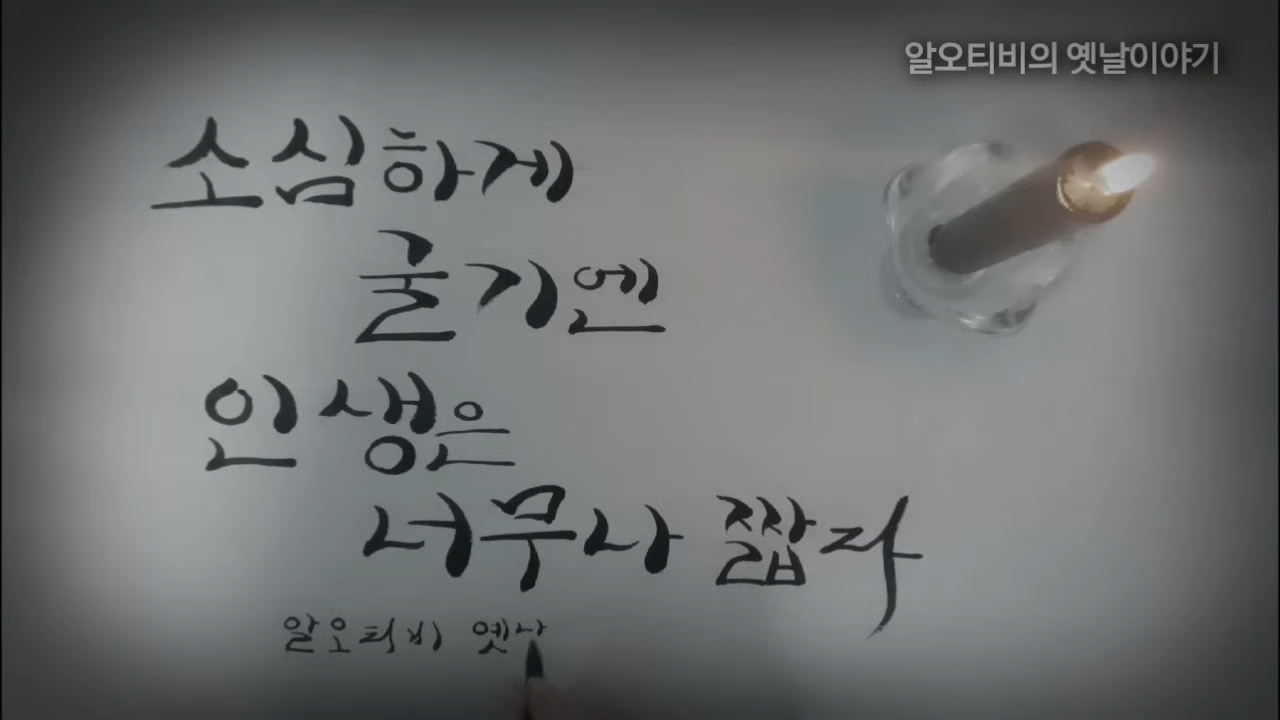 알오티비의 옛날이야기
소심하게
굴기엔
인생은
너무나 짧다
알오티비 옛나